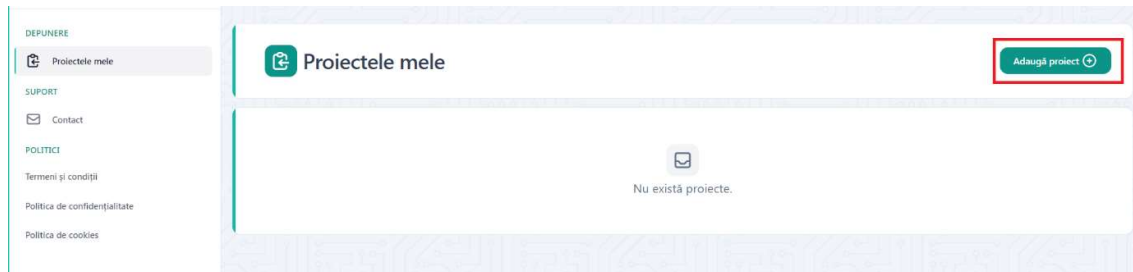 DEPUNERE
Proiectele mele
SUPORT
Contact
POLITICI
Termeni și condiții
Politica de confidențialitate
Politica de cookies
Proiectele mele
Adaugă proiect
Nu există proiecte.